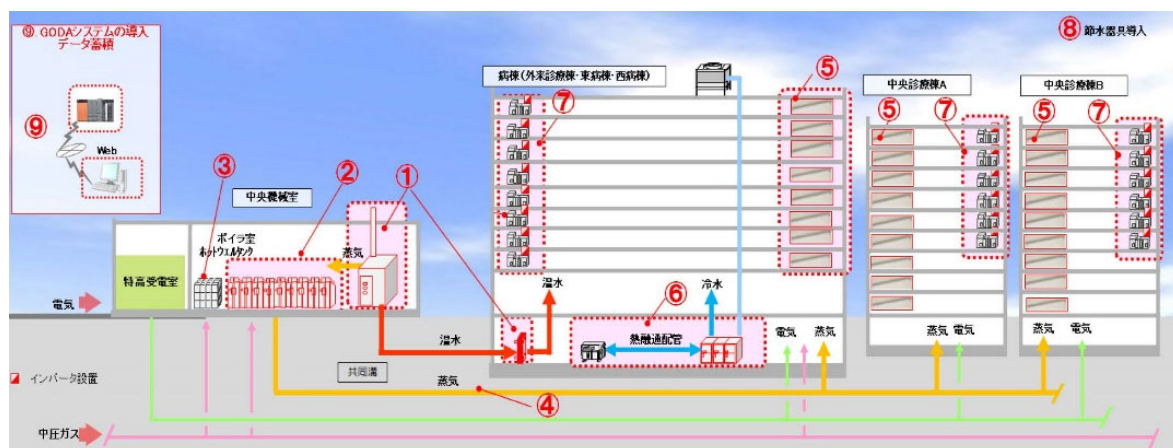 ⑨ GODAシステムの導入
データ蓄積
⑨
Web
⑧ 節水器具導入
病棟(外来診療棟・東病棟・西病棟)
⑤
⑦
中央診療棟A
⑤
⑦
中央診療棟B
⑤
⑦
③
②
①
中央機械室
ボイラ室
ホットウエルタンク
蒸気
特高受電室
電気
温水
共同溝
温水
⑥
冷水
熱融通配管
電気
蒸気
蒸気
電気
蒸気
電気
蒸気
④
インバータ設置
中圧ガス